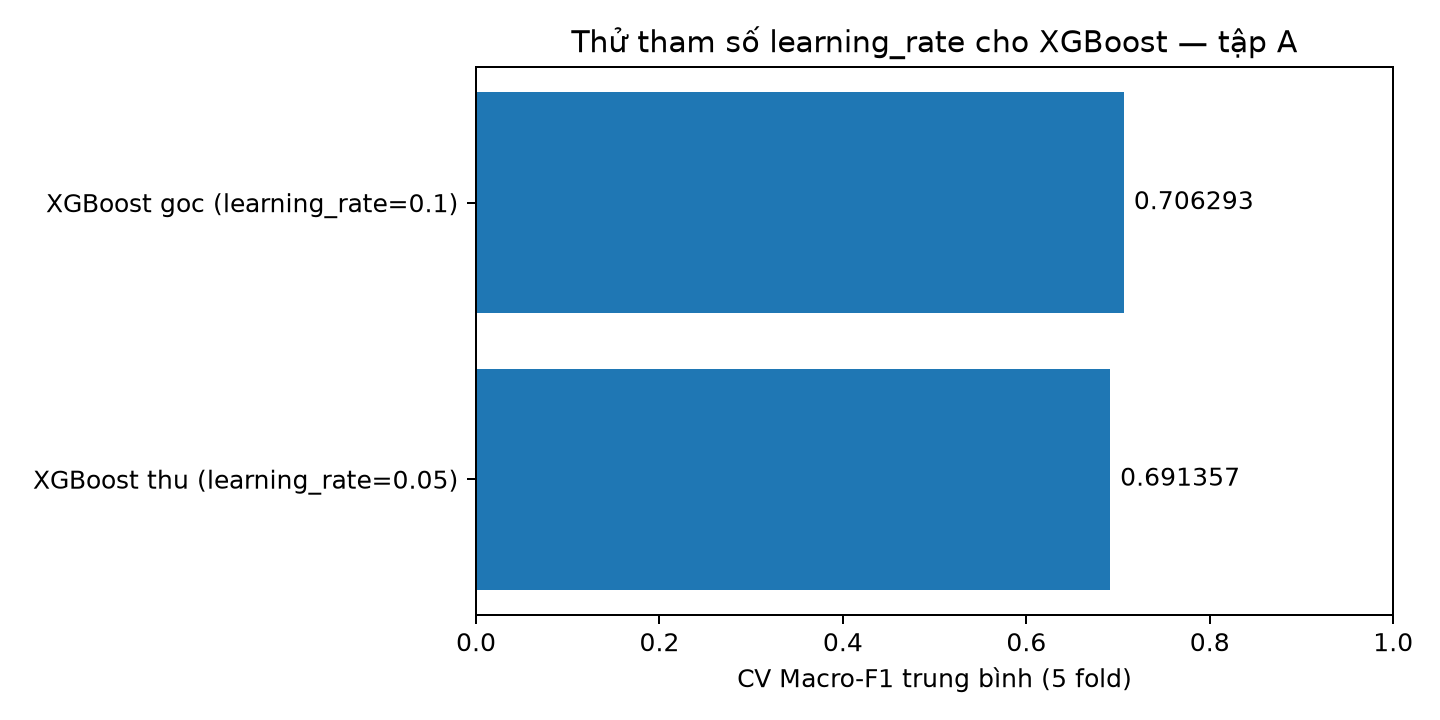 Thử tham số learning_rate cho XGBoost — tập A
XGBoost goc (learning_rate=0.1)
0.706293
XGBoost thu (learning_rate=0.05)
0.691357
0.0 0.2 0.4 0.6 0.8 1.0
CV Macro-F1 trung bình (5 fold)